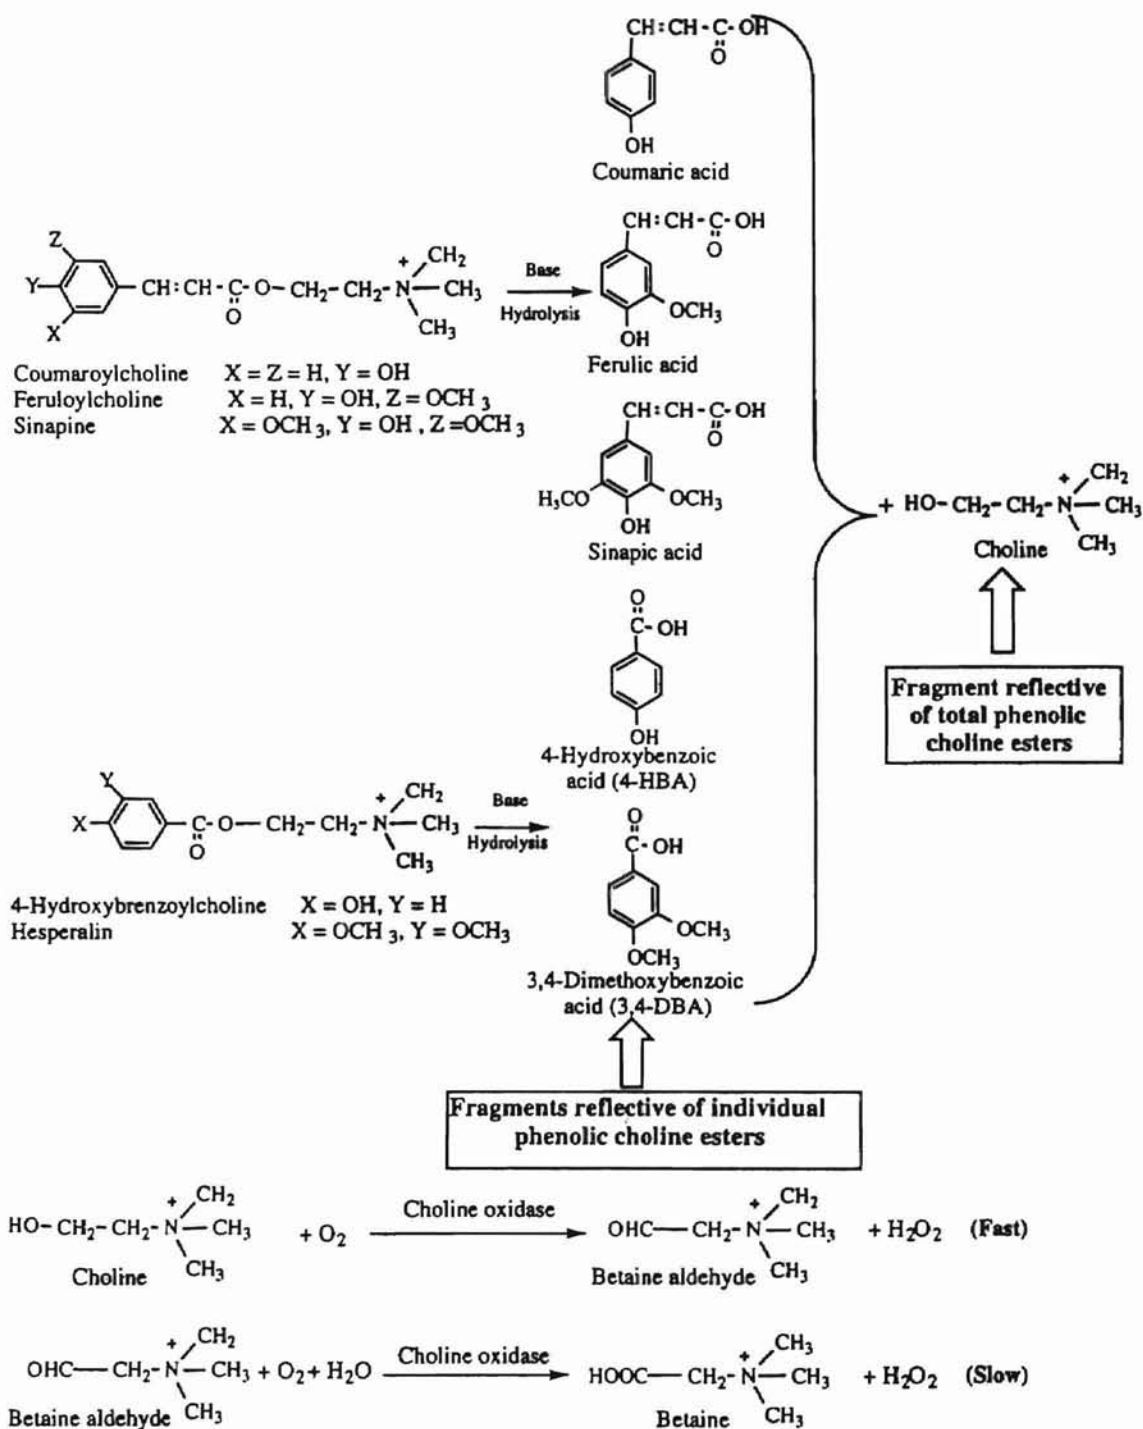 CH:CH-C-OH
O
OH
Coumaric acid
CH:CH-C-OH
O
OCH3
OH
Ferulic acid
Z
Y
X
CH:CH-C-O-CH2-CH2-N-CH3
O
+
CH2
CH3
Base
Hydrolysis
Coumaroylcholine X = Z = H, Y = OH
Feruloylcholine X = H, Y = OH, Z = OCH3
Sinapine X = OCH3, Y = OH, Z = OCH3
CH:CH-C-OH
O
H3CO
OCH3
OH
Sinapic acid
+ HO-CH2-CH2-N-CH3
+
CH2
CH3
Choline
Fragment reflective
of total phenolic
choline esters
O
C-OH
OH
4-Hydroxybenzoic
acid (4-HBA)
Y
X
C-O-CH2-CH2-N-CH3
O
+
CH2
CH3
Base
Hydrolysis
4-Hydroxybrenzoylcholine X = OH, Y = H
Hesperalin X = OCH3, Y = OCH3
O
C-OH
OCH3
OCH3
3,4-Dimethoxybenzoic
acid (3,4-DBA)
Fragments reflective of individual
phenolic choline esters
HO-CH2-CH2-N-CH3
+
CH2
CH3
Choline
+ O2
Choline oxidase
OHC-CH2-N-CH3
+
CH2
CH3
Betaine aldehyde
+ H2O2 (Fast)
OHC-CH2-N-CH3
+
CH2
CH3
Betaine aldehyde
+ O2 + H2O
Choline oxidase
HOOC-CH2-N-CH3
+
CH3
CH3
Betaine
+ H2O2 (Slow)